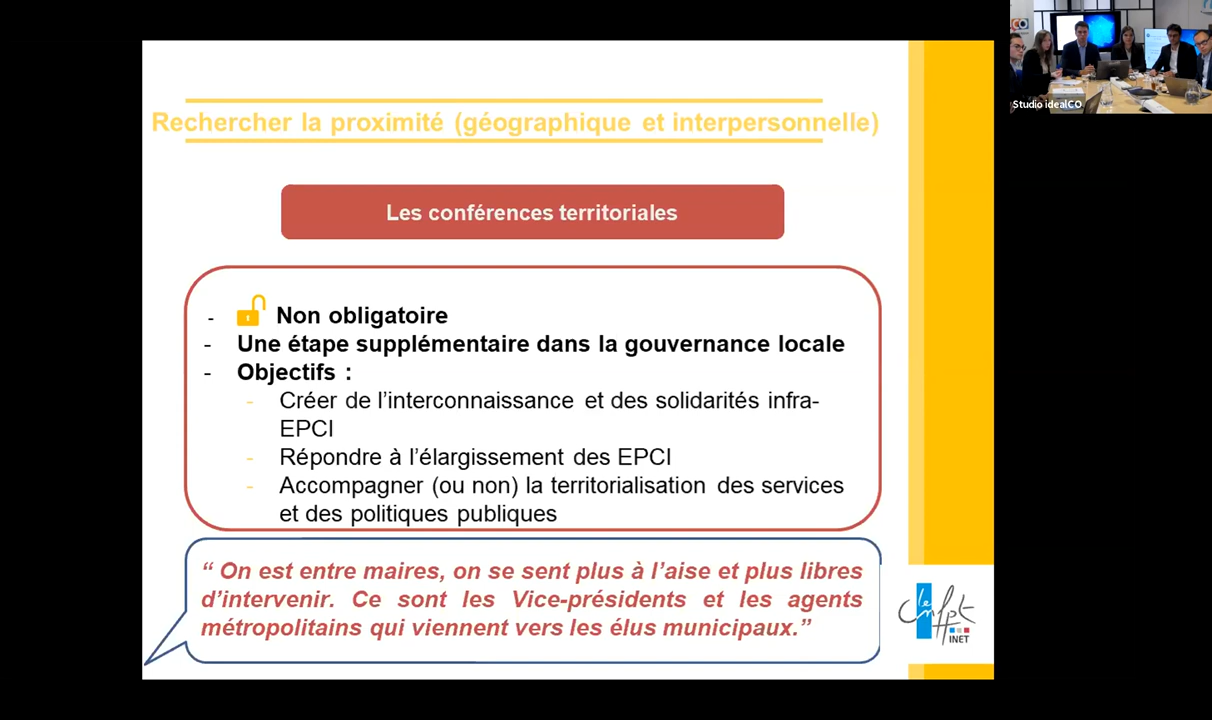 Rechercher la proximité (géographique et interpersonnelle)
Les conférences territoriales
- Non obligatoire
- Une étape supplémentaire dans la gouvernance locale
- Objectifs :
- Créer de l’interconnaissance et des solidarités infra-
EPCI
- Répondre à l’élargissement des EPCI
- Accompagner (ou non) la territorialisation des services
et des politiques publiques
“ On est entre maires, on se sent plus à l’aise et plus libres
d’intervenir. Ce sont les Vice-présidents et les agents
métropolitains qui viennent vers les élus municipaux.”
le cnfpt
INET
Studio idealCO